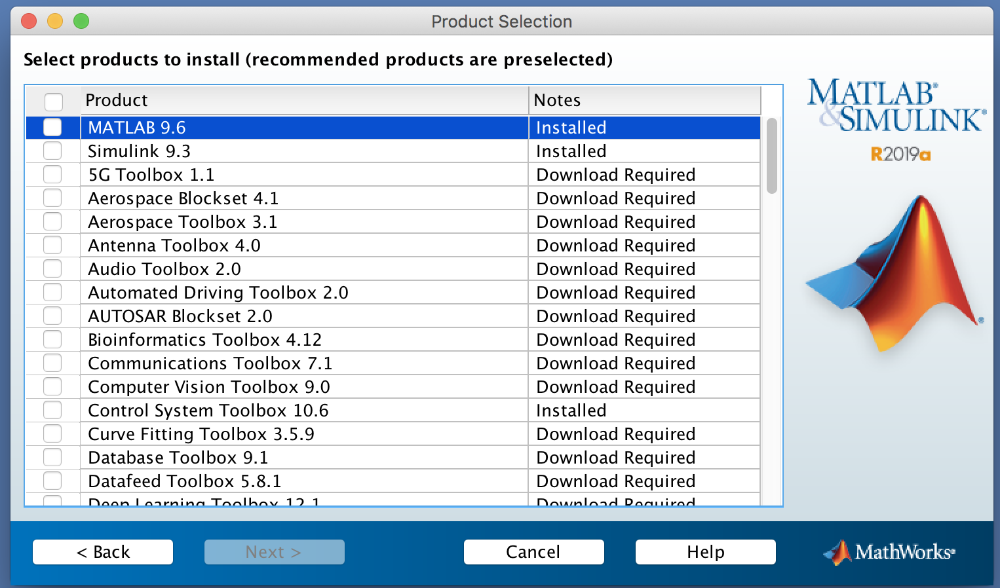 Product Selection
Select products to install (recommended products are preselected)
Product Notes
MATLAB 9.6 Installed
Simulink 9.3 Installed
5G Toolbox 1.1 Download Required
Aerospace Blockset 4.1 Download Required
Aerospace Toolbox 3.1 Download Required
Antenna Toolbox 4.0 Download Required
Audio Toolbox 2.0 Download Required
Automated Driving Toolbox 2.0 Download Required
AUTOSAR Blockset 2.0 Download Required
Bioinformatics Toolbox 4.12 Download Required
Communications Toolbox 7.1 Download Required
Computer Vision Toolbox 9.0 Download Required
Control System Toolbox 10.6 Installed
Curve Fitting Toolbox 3.5.9 Download Required
Database Toolbox 9.1 Download Required
Datafeed Toolbox 5.8.1 Download Required
Deep Learning Toolbox 12.1 Download Required
MATLAB®
&SIMULINK®
R2019a
®
< Back Next > Cancel Help MathWorks®